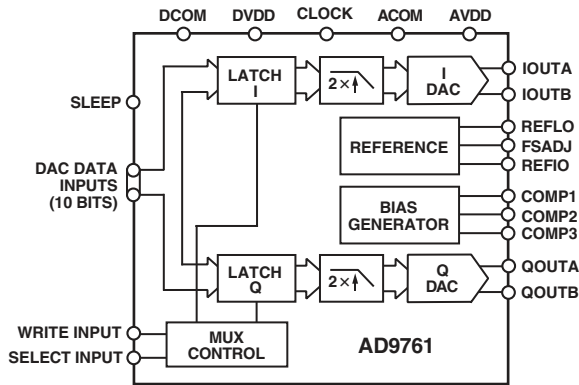 DCOM DVDD CLOCK ACOM AVDD
LATCH
I
2×
I
DAC
IOUTA
IOUTB
SLEEP
REFERENCE
REFLO
FSADJ
REFIO
DAC DATA
INPUTS
(10 BITS)
BIAS
GENERATOR
COMP1
COMP2
COMP3
LATCH
Q
2×
Q
DAC
QOUTA
QOUTB
WRITE INPUT
SELECT INPUT
MUX
CONTROL
AD9761